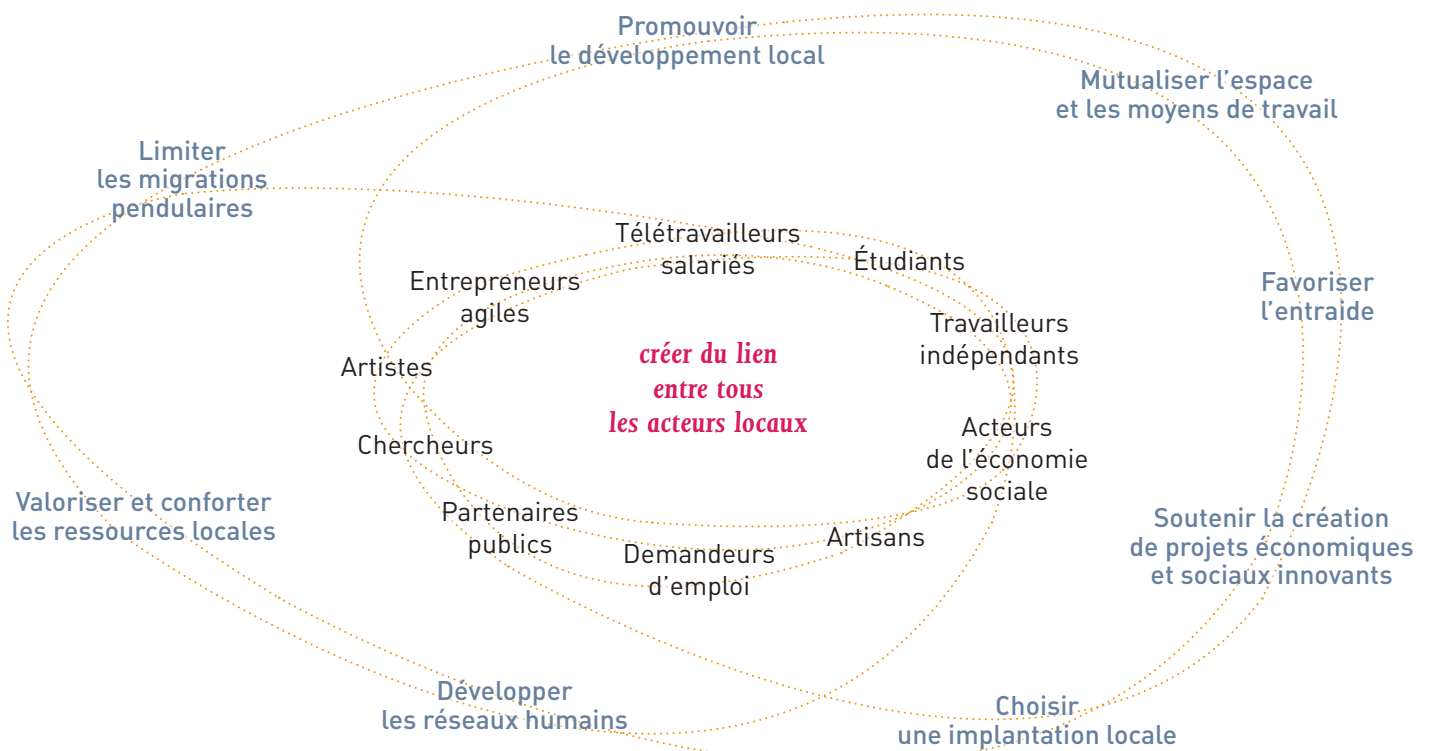 Promouvoir
le développement local
Mutualiser l'espace
et les moyens de travail
Limiter
les migrations
pendulaires
Télétravailleurs
salariés
Étudiants
Entrepreneurs
agiles
Favoriser
l'entraide
Travailleurs
indépendants
créer du lien
entre tous
les acteurs locaux
Artistes
Chercheurs
Acteurs
de l'économie
sociale
Valoriser et conforter
les ressources locales
Partenaires
publics
Demandeurs
d'emploi
Artisans
Soutenir la création
de projets économiques
et sociaux innovants
Développer
les réseaux humains
Choisir
une implantation locale